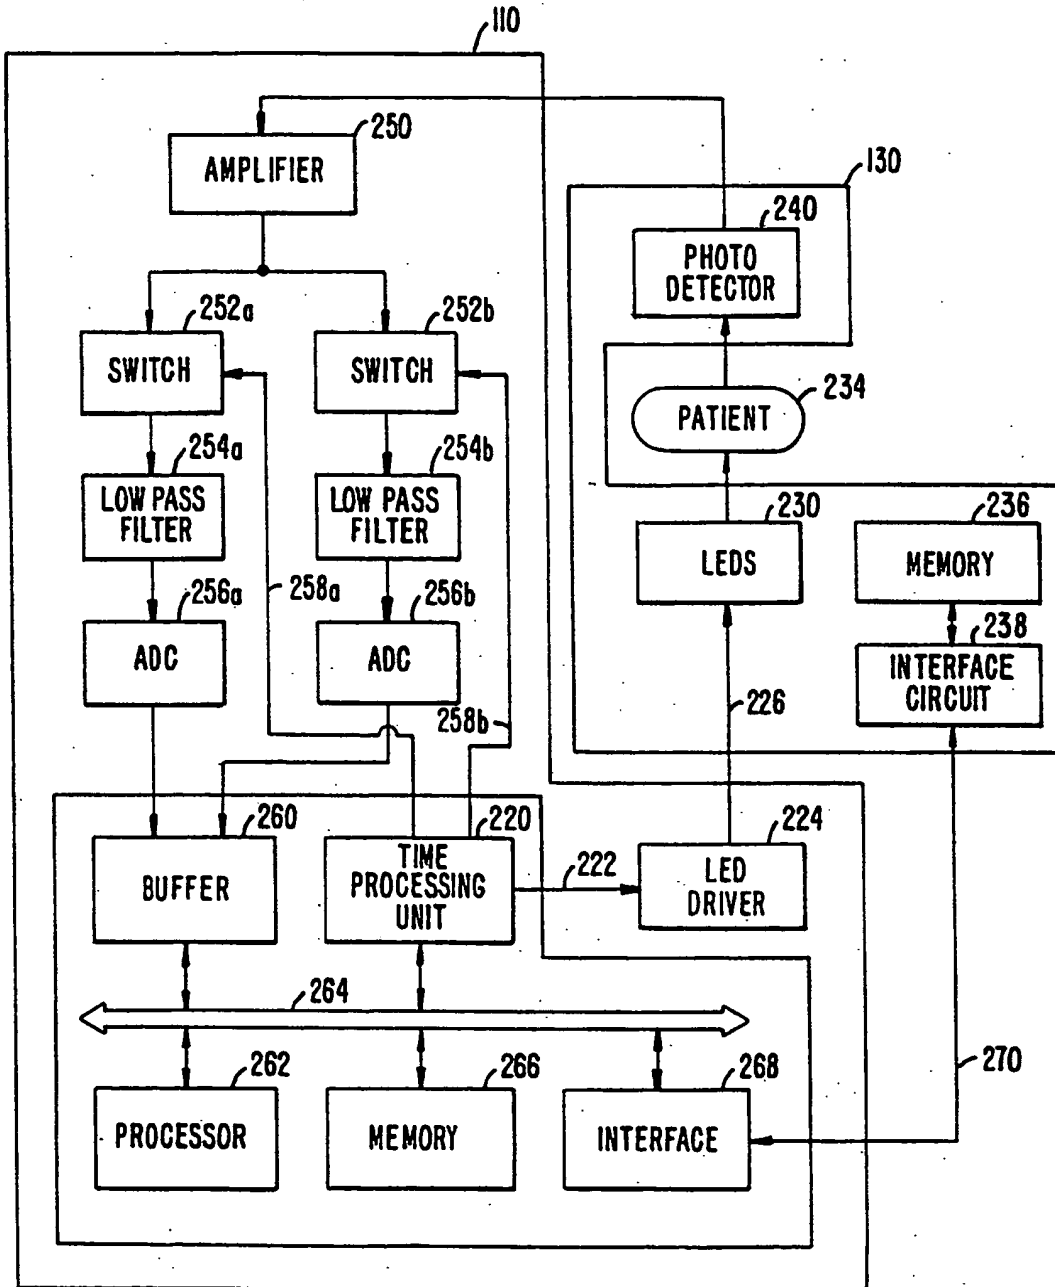 110
250
AMPLIFIER
130
240
PHOTO
DETECTOR
252a
252b
SWITCH
SWITCH
234
PATIENT
254a
254b
LOW PASS
FILTER
LOW PASS
FILTER
230
236
LEDS
MEMORY
256a
258a
256b
238
ADC
ADC
INTERFACE
CIRCUIT
258b
226
260
220
224
BUFFER
TIME
PROCESSING
UNIT
222
LED
DRIVER
264
262
266
268
270
PROCESSOR
MEMORY
INTERFACE